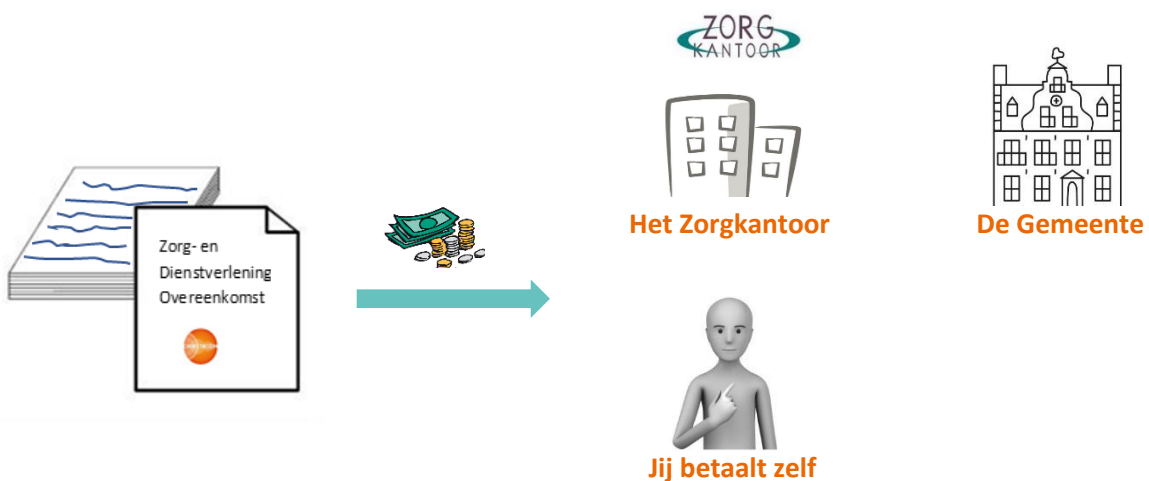 ZORG
KANTOOR
Het Zorgkantoor
De Gemeente
Zorg- en
Dienstverlening
Overeenkomst
Jij betaalt zelf